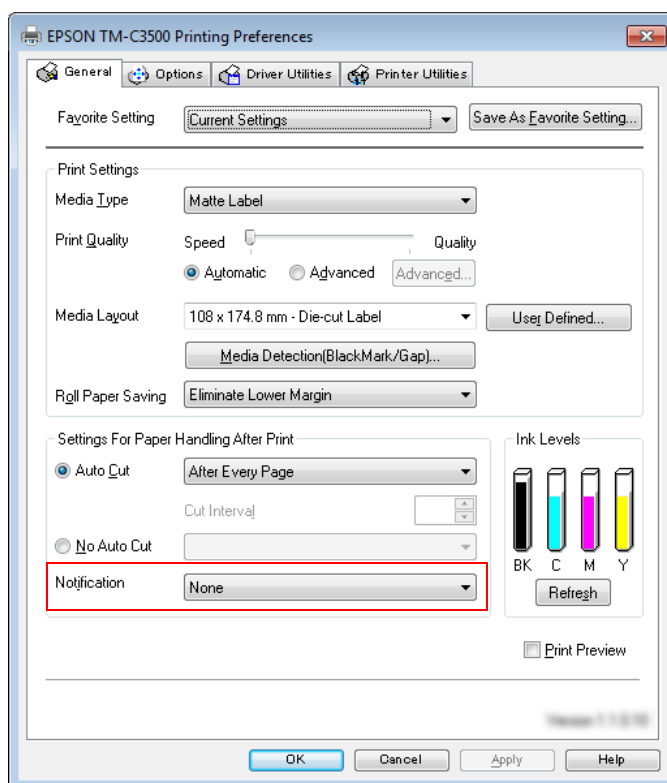 EPSON TM-C3500 Printing Preferences
General Options Driver Utilities Printer Utilities
Favorite Setting Current Settings Save As Favorite Setting...
Print Settings
Media Type Matte Label
Print Quality Speed Quality
Automatic Advanced Advanced...
Media Layout 108 x 174.8 mm - Die-cut Label User Defined...
Media Detection(BlackMark/Gap)...
Roll Paper Saving Eliminate Lower Margin
Settings For Paper Handling After Print Ink Levels
Auto Cut After Every Page
Cut Interval
No Auto Cut
BK C M Y
Notification None Refresh
Print Preview
OK Cancel Apply Help